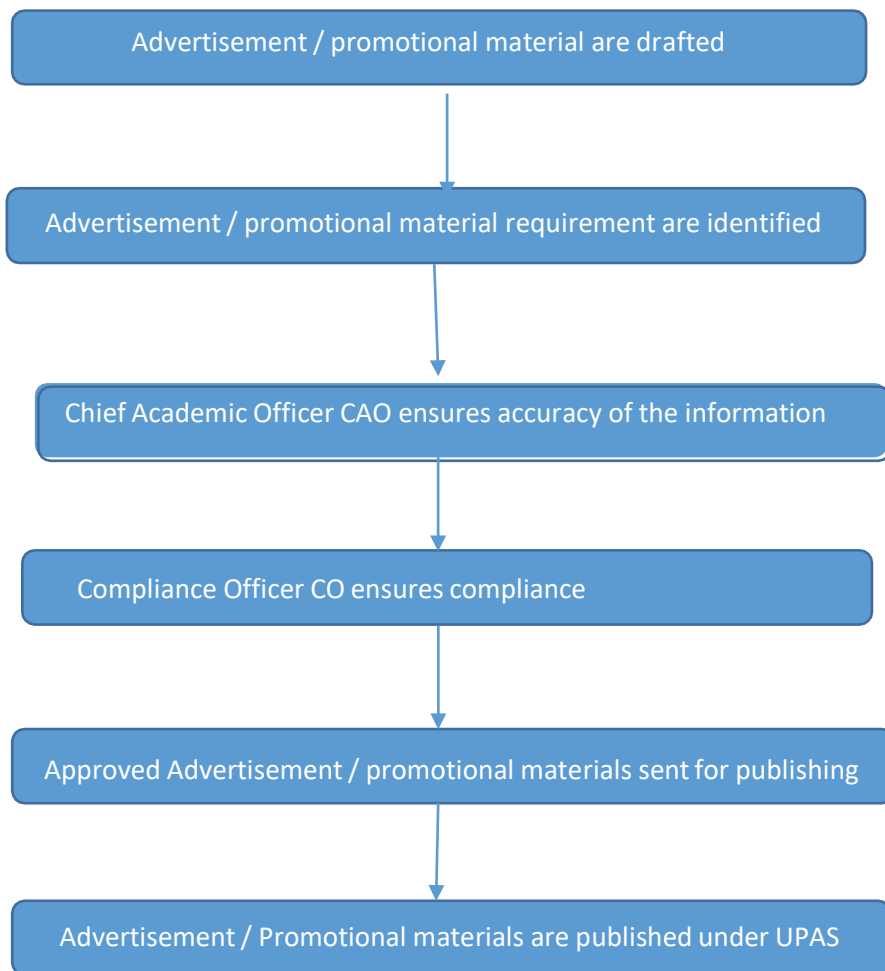 Advertisement / promotional material are drafted
Advertisement / promotional material requirement are identified
Chief Academic Officer CAO ensures accuracy of the information
Compliance Officer CO ensures compliance
Approved Advertisement / promotional materials sent for publishing
Advertisement / Promotional materials are published under UPAS